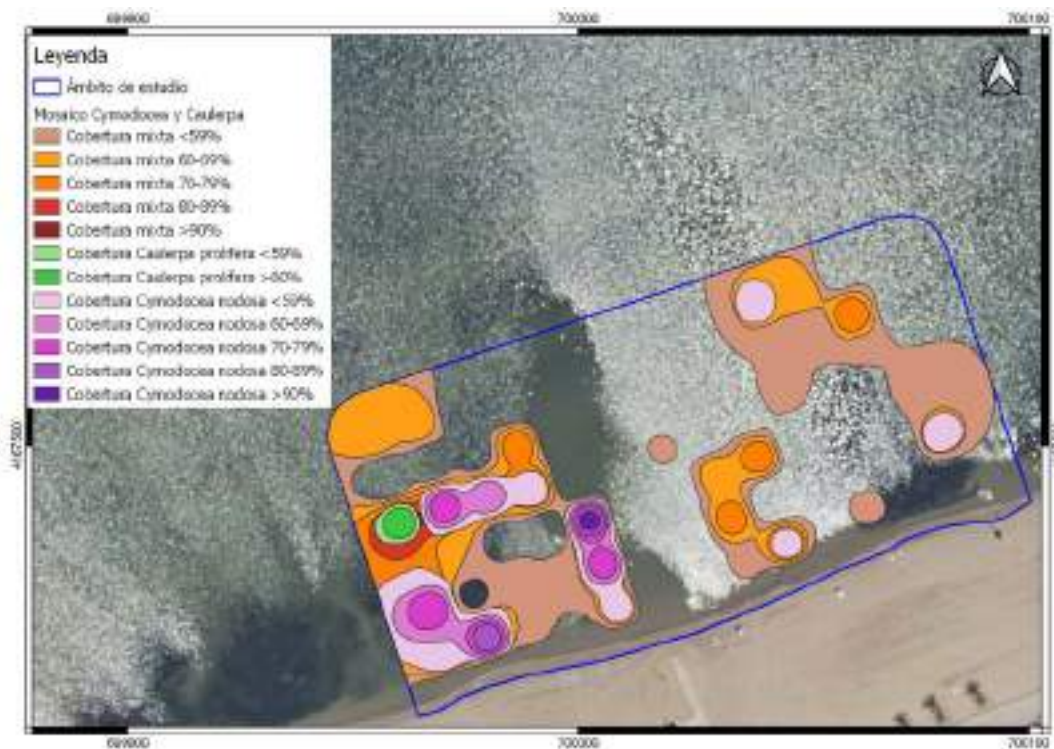 699900 700000 700100
Leyenda
Ámbito de estudio
Mosaico Cymodocea y Caulerpa
Cobertura mixta <59%
Cobertura mixta 60-69%
Cobertura mixta 70-79%
Cobertura mixta 80-89%
Cobertura mixta >90%
Cobertura Caulerpa prolifera <59%
Cobertura Caulerpa prolifera >60%
Cobertura Cymodocea nodosa <59%
Cobertura Cymodocea nodosa 60-69%
Cobertura Cymodocea nodosa 70-79%
Cobertura Cymodocea nodosa 80-89%
Cobertura Cymodocea nodosa >90%
4167500
699900 700000 700100